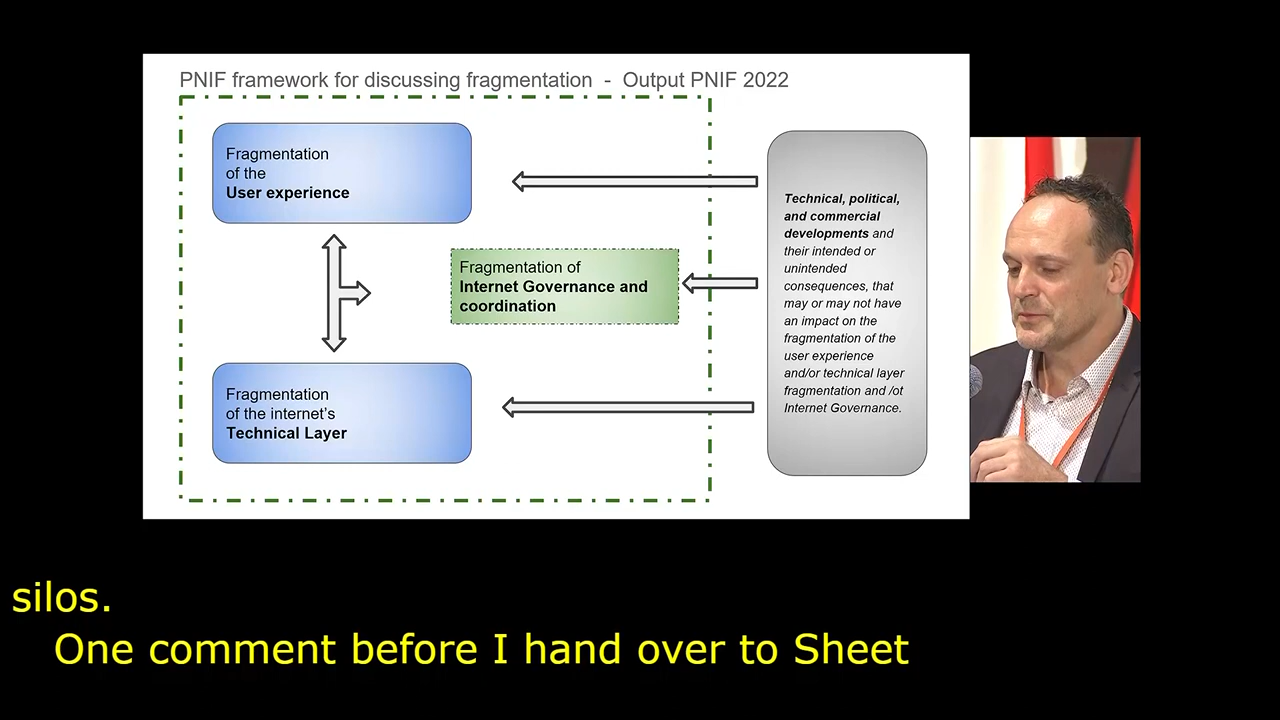 PNIF framework for discussing fragmentation - Output PNIF 2022
Fragmentation
of the
User experience
Fragmentation of
Internet Governance and
coordination
Fragmentation
of the internet's
Technical Layer
Technical, political,
and commercial
developments and
their intended or
unintended
consequences, that
may or may not have
an impact on the
fragmentation of the
user experience
and/or technical layer
fragmentation and /ot
Internet Governance.
silos.
One comment before I hand over to Sheet